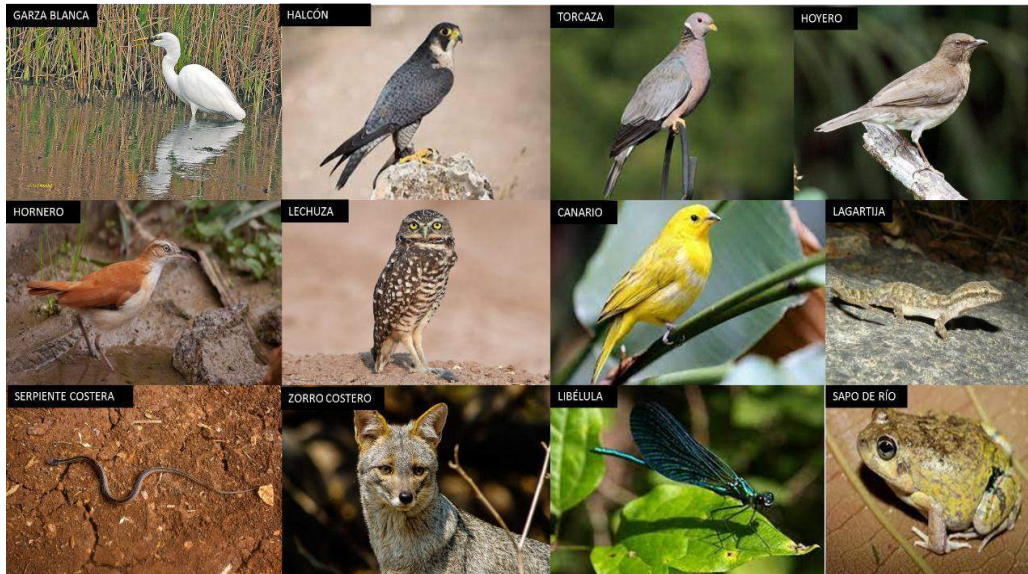 GARZA BLANCA
HALCÓN
TORCAZA
HOYERO
HORNERO
LECHUZA
CANARIO
LAGARTIJA
SERPIENTE COSTERA
ZORRO COSTERO
LIBÉLULA
SAPO DE RÍO